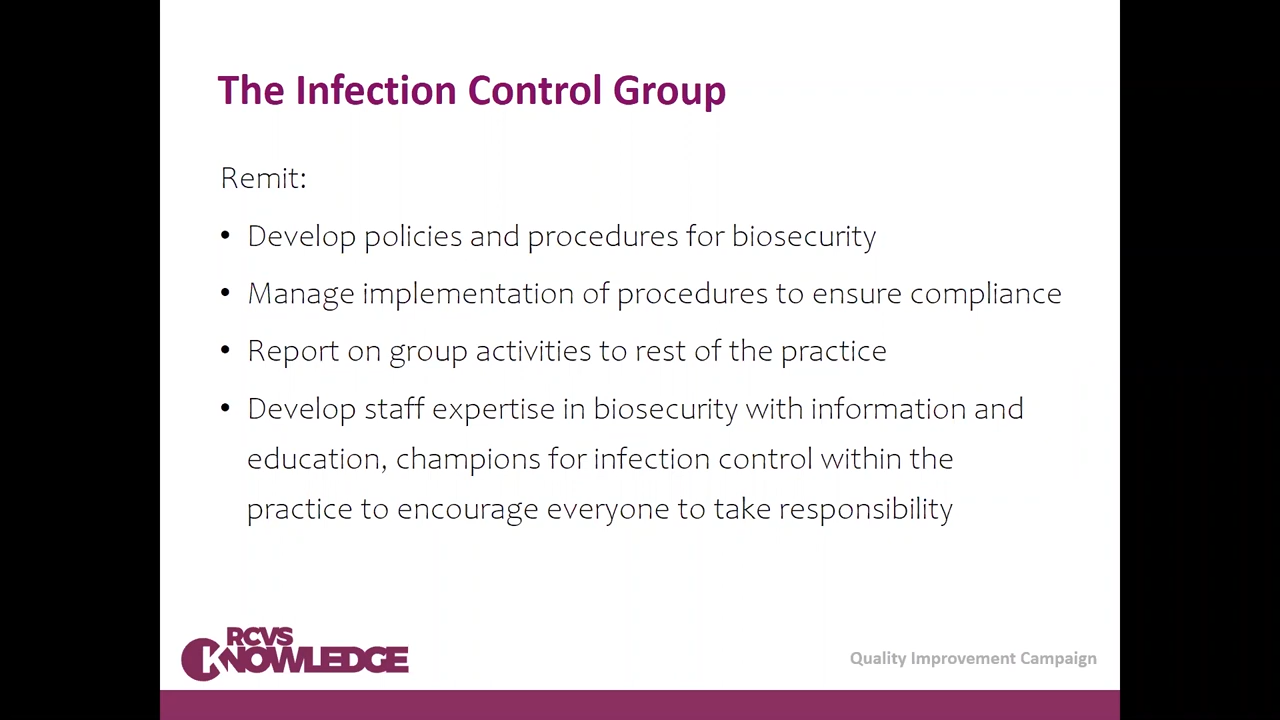 The Infection Control Group
Remit:
• Develop policies and procedures for biosecurity
• Manage implementation of procedures to ensure compliance
• Report on group activities to rest of the practice
• Develop staff expertise in biosecurity with information and
education, champions for infection control within the
practice to encourage everyone to take responsibility
RCVS
KNOWLEDGE
Quality Improvement Campaign